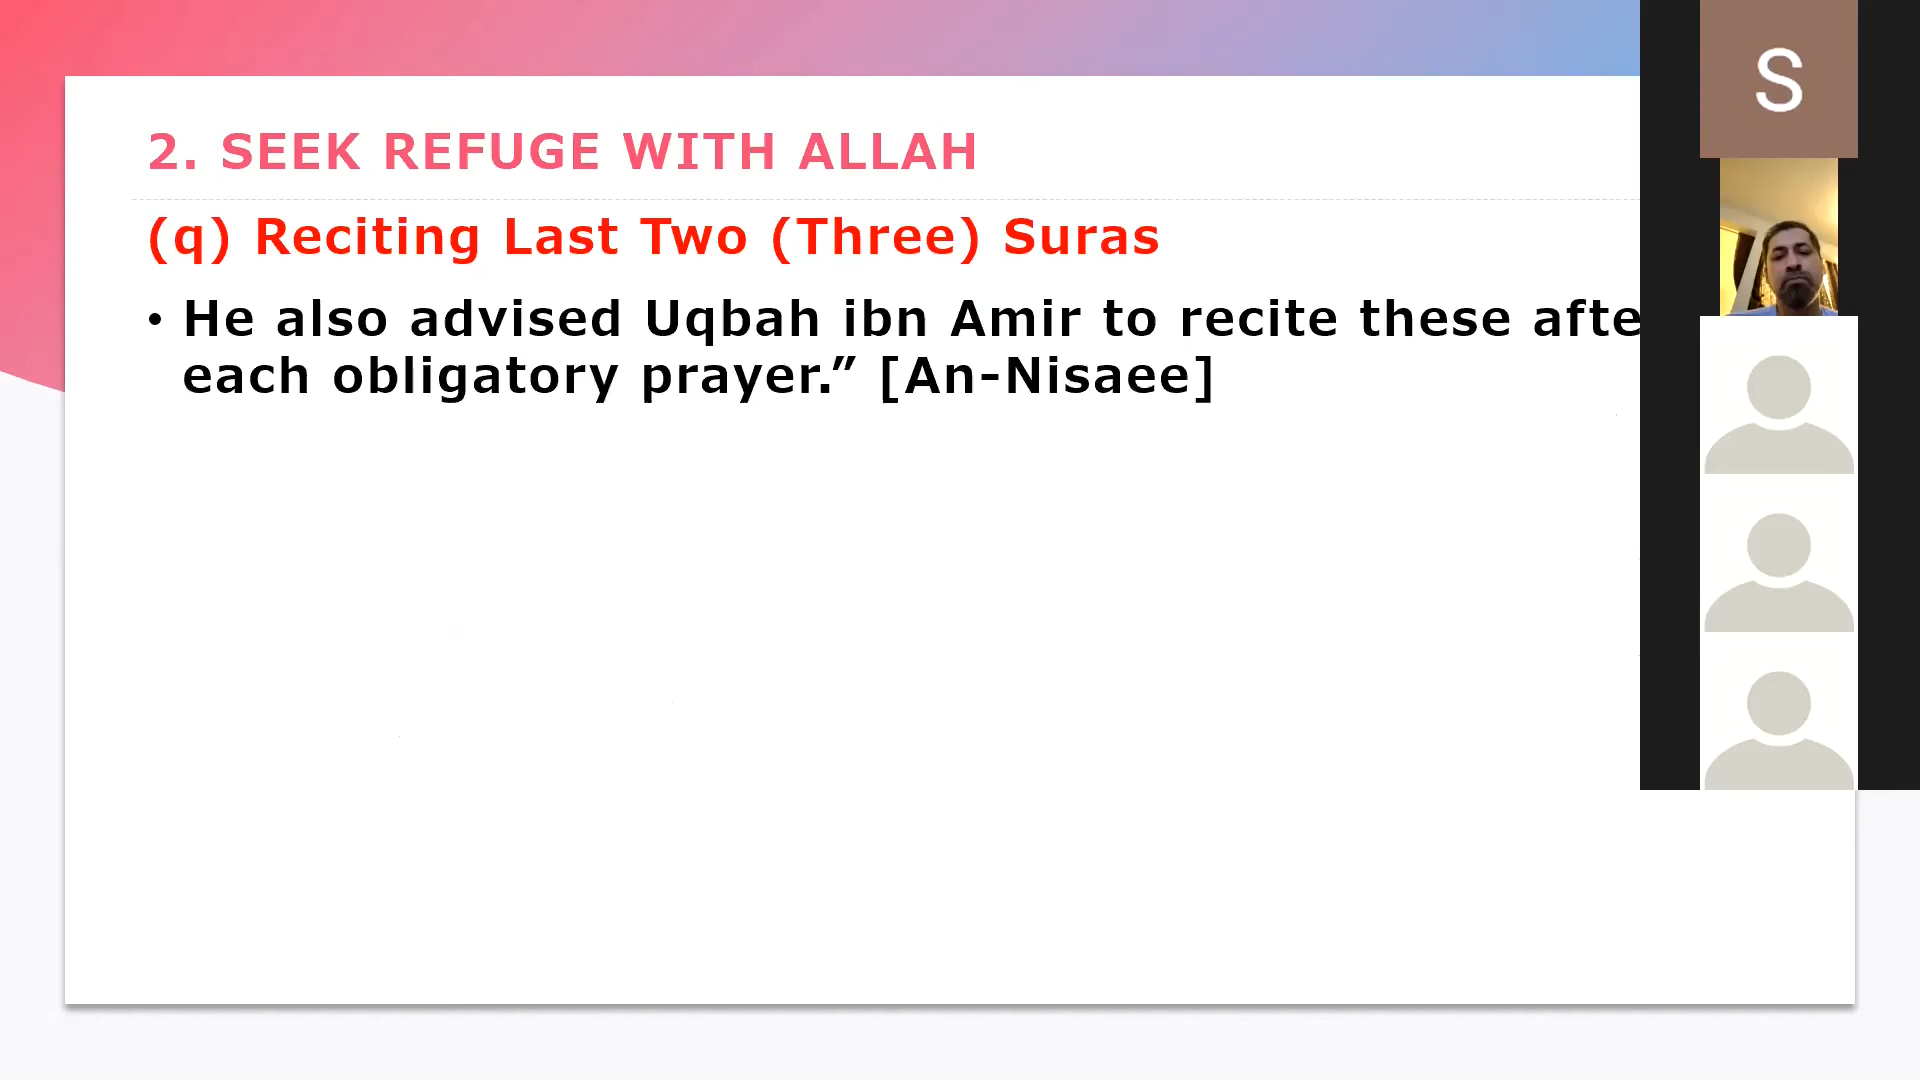 2. SEEK REFUGE WITH ALLAH
(q) Reciting Last Two (Three) Suras
• He also advised Uqbah ibn Amir to recite these afte
each obligatory prayer.” [An-Nisaee]
S